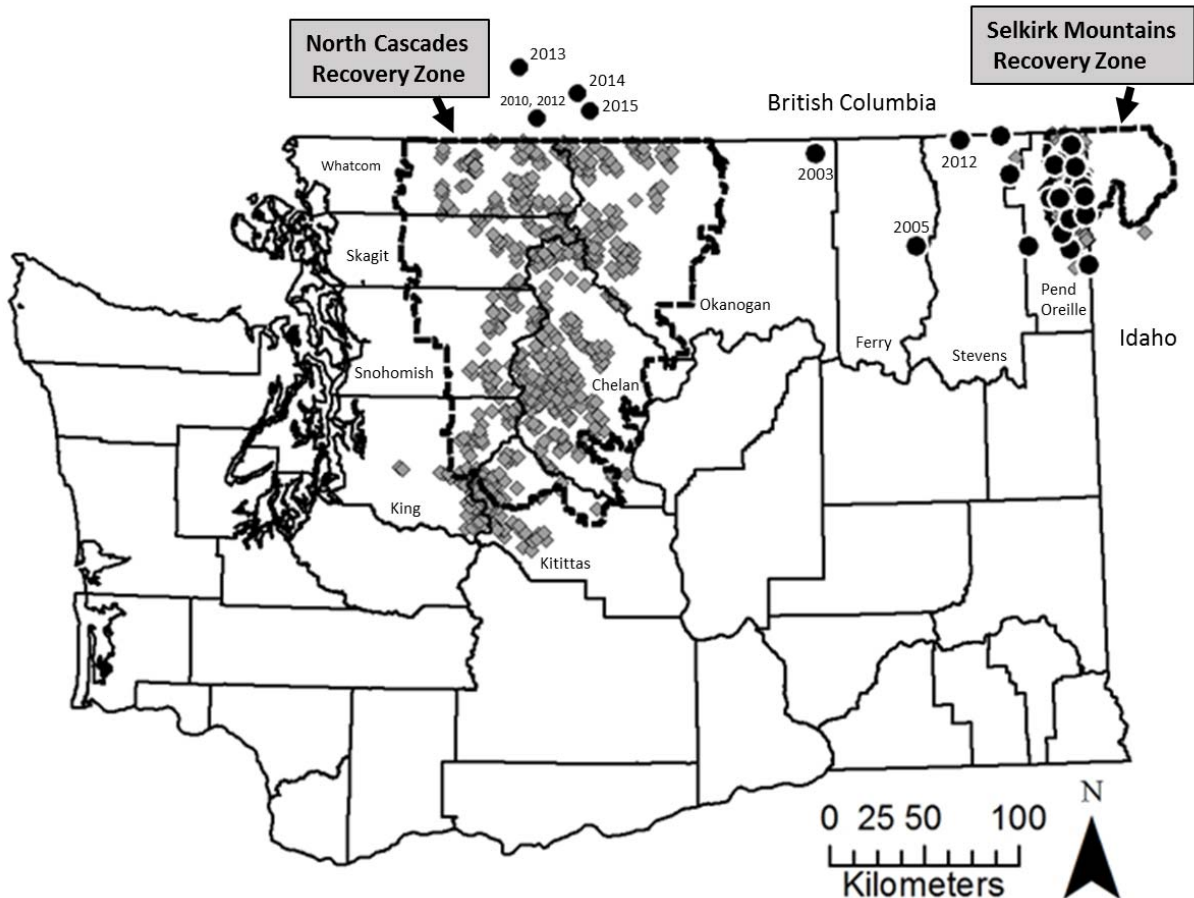 North Cascades
Recovery Zone
Selkirk Mountains
Recovery Zone
2013
2014
2010, 2012
2015
British Columbia
Whatcom
2003
2012
Skagit
2005
Okanogan
Pend
Oreille
Ferry
Stevens
Idaho
Snohomish
Chelan
King
Kitittas
N
0 25 50 100
Kilometers